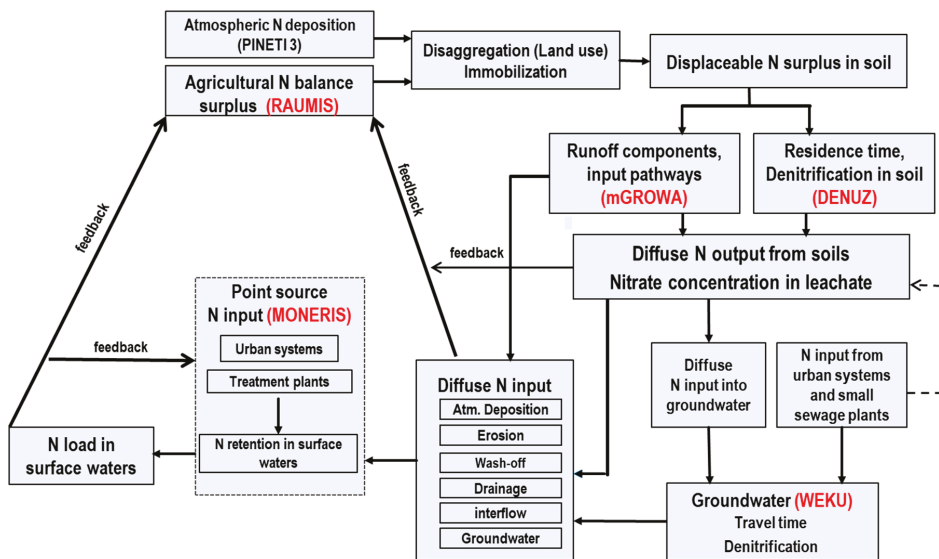 Atmospheric N deposition
(PINETI 3)
Agricultural N balance
surplus (RAUMIS)
Disaggregation (Land use)
Immobilization
Displaceable N surplus in soil
Runoff components,
input pathways
(mGROWA)
Residence time,
Denitrification in soil
(DENUZ)
feedback
feedback
feedback
Diffuse N output from soils
Nitrate concentration in leachate
Point source
N input (MONERIS)
Urban systems
Treatment plants
N retention in surface
waters
feedback
N load in
surface waters
Diffuse N input
Atm. Deposition
Erosion
Wash-off
Drainage
interflow
Groundwater
Diffuse
N input into
groundwater
N input from
urban systems
and small
sewage plants
Groundwater (WEKU)
Travel time
Denitrification